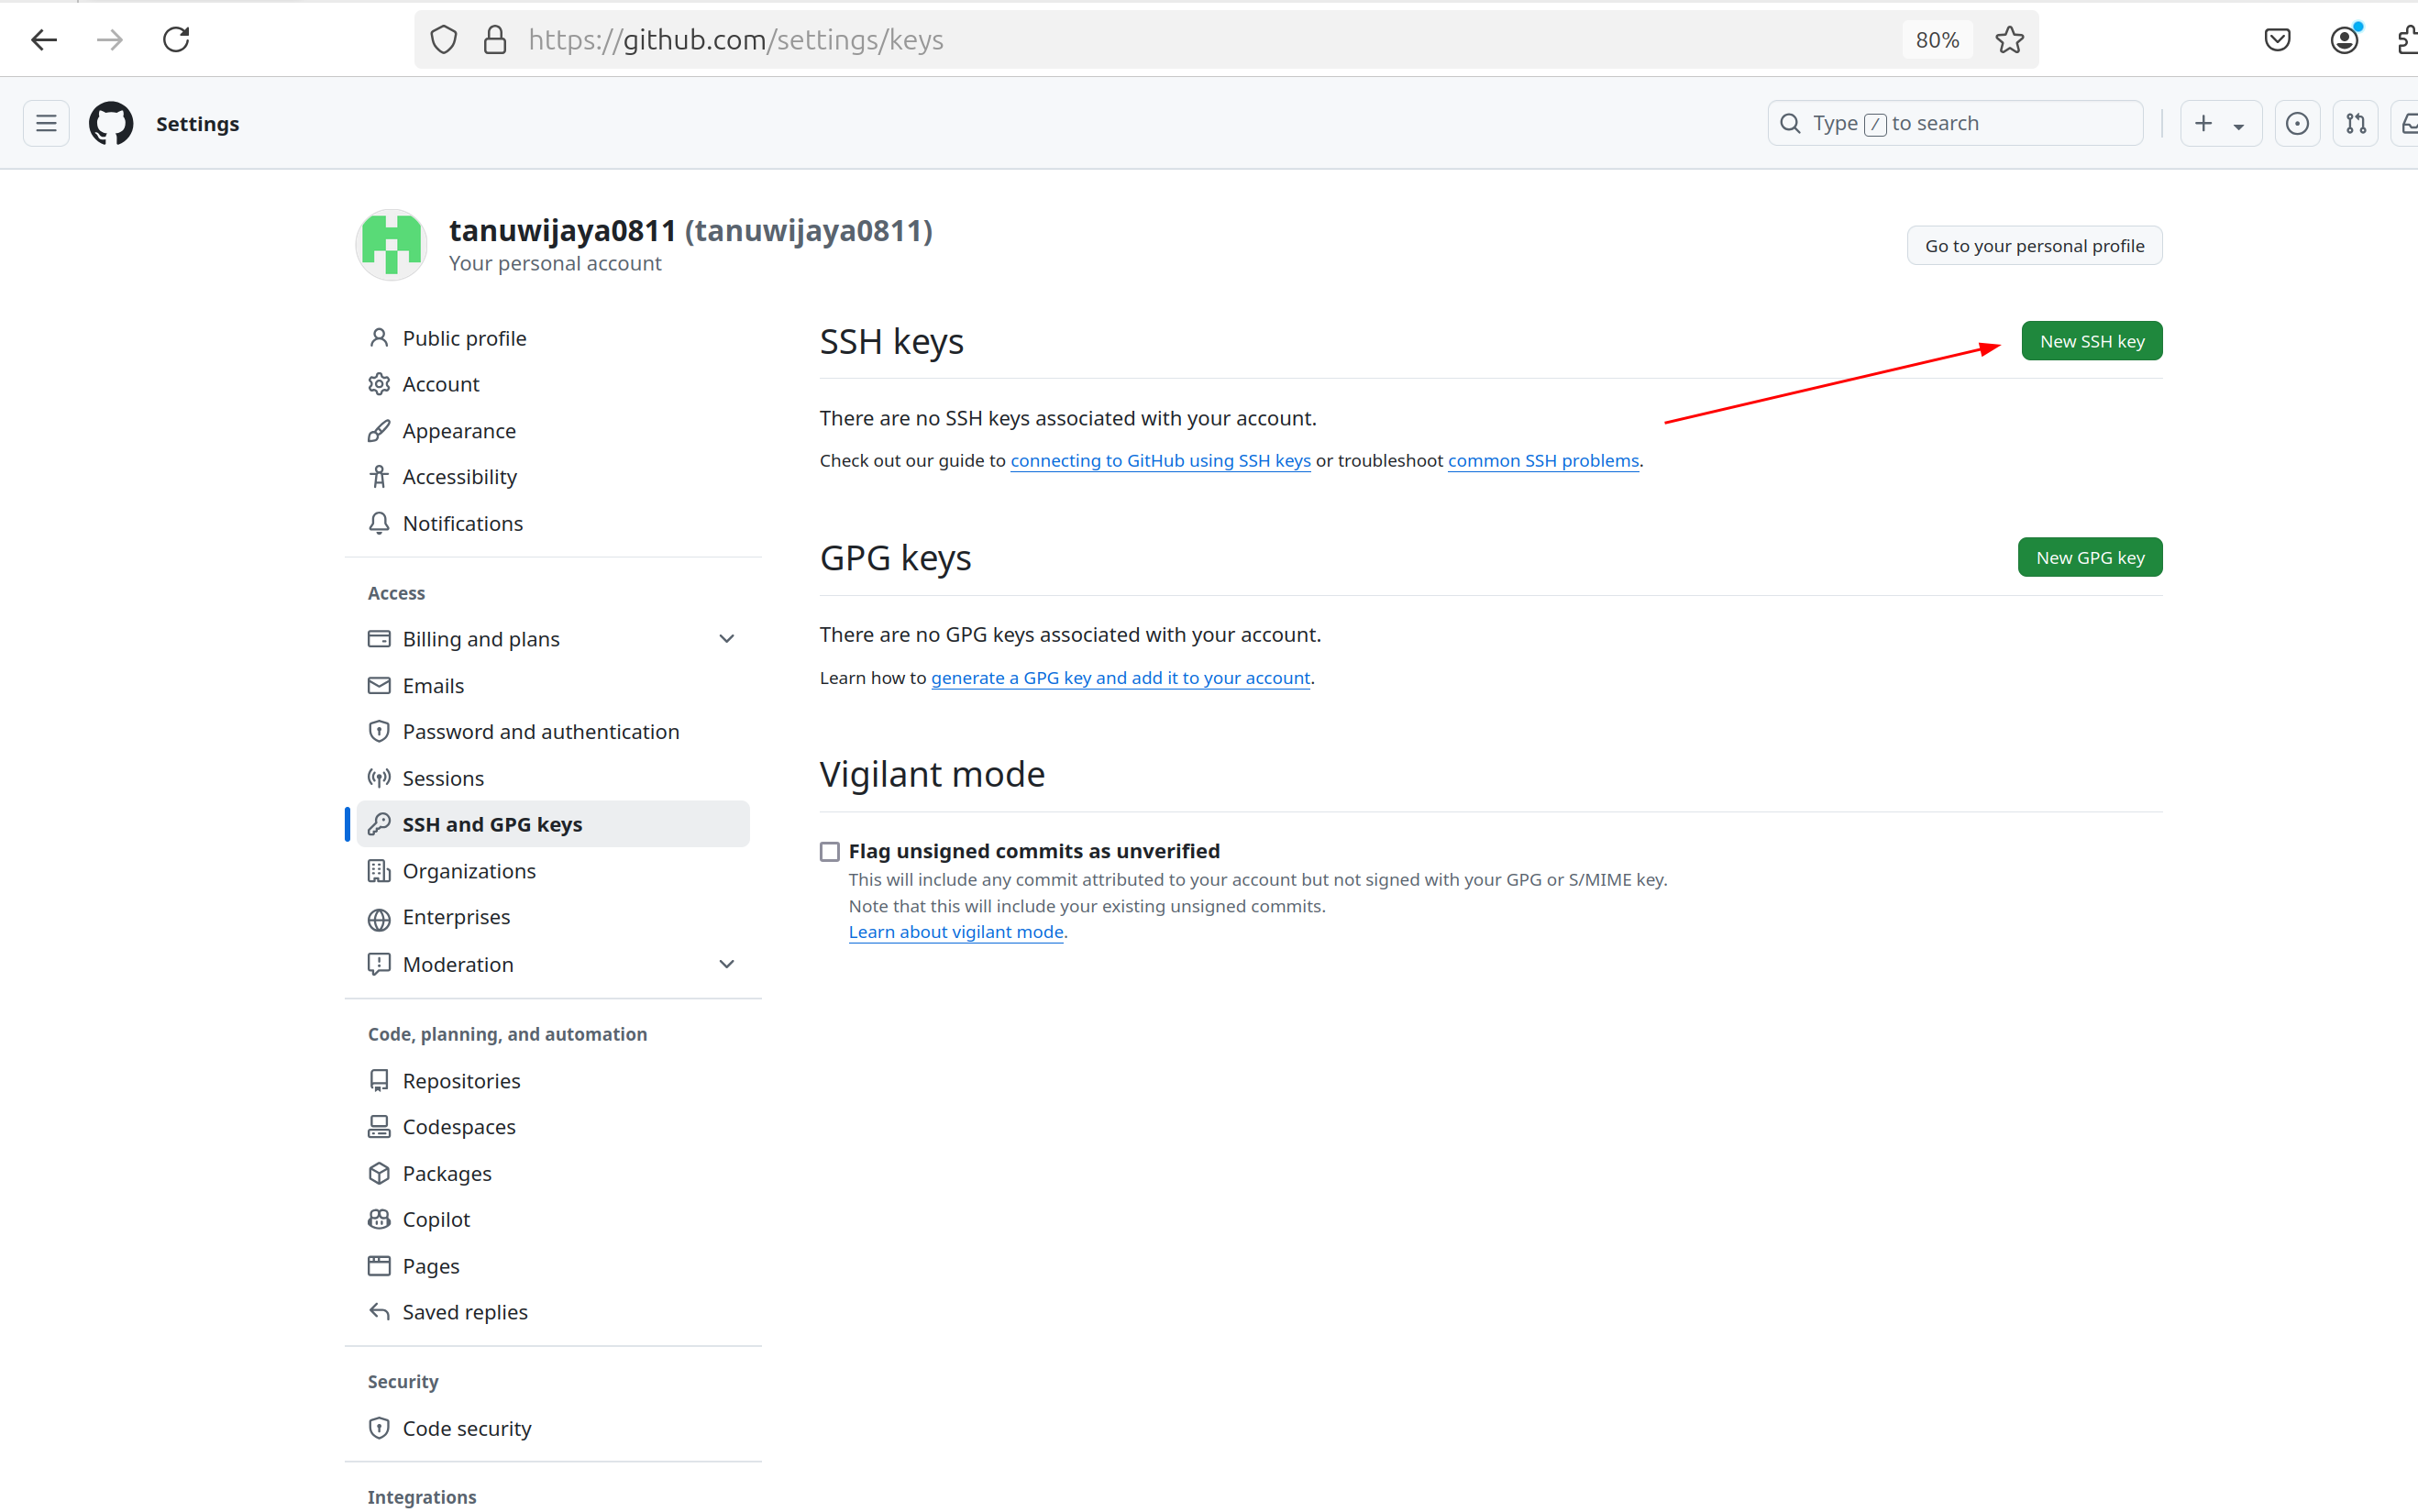 https://github.com/settings/keys
80%
Settings
Type / to search
tanuwijaya0811 (tanuwijaya0811)
Your personal account
Go to your personal profile
Public profile
Account
Appearance
Accessibility
Notifications
Access
Billing and plans
Emails
Password and authentication
Sessions
SSH and GPG keys
Organizations
Enterprises
Moderation
Code, planning, and automation
Repositories
Codespaces
Packages
Copilot
Pages
Saved replies
Security
Code security
Integrations
SSH keys
New SSH key
There are no SSH keys associated with your account.
Check out our guide to connecting to GitHub using SSH keys or troubleshoot common SSH problems.
GPG keys
New GPG key
There are no GPG keys associated with your account.
Learn how to generate a GPG key and add it to your account.
Vigilant mode
Flag unsigned commits as unverified
This will include any commit attributed to your account but not signed with your GPG or S/MIME key.
Note that this will include your existing unsigned commits.
Learn about vigilant mode.